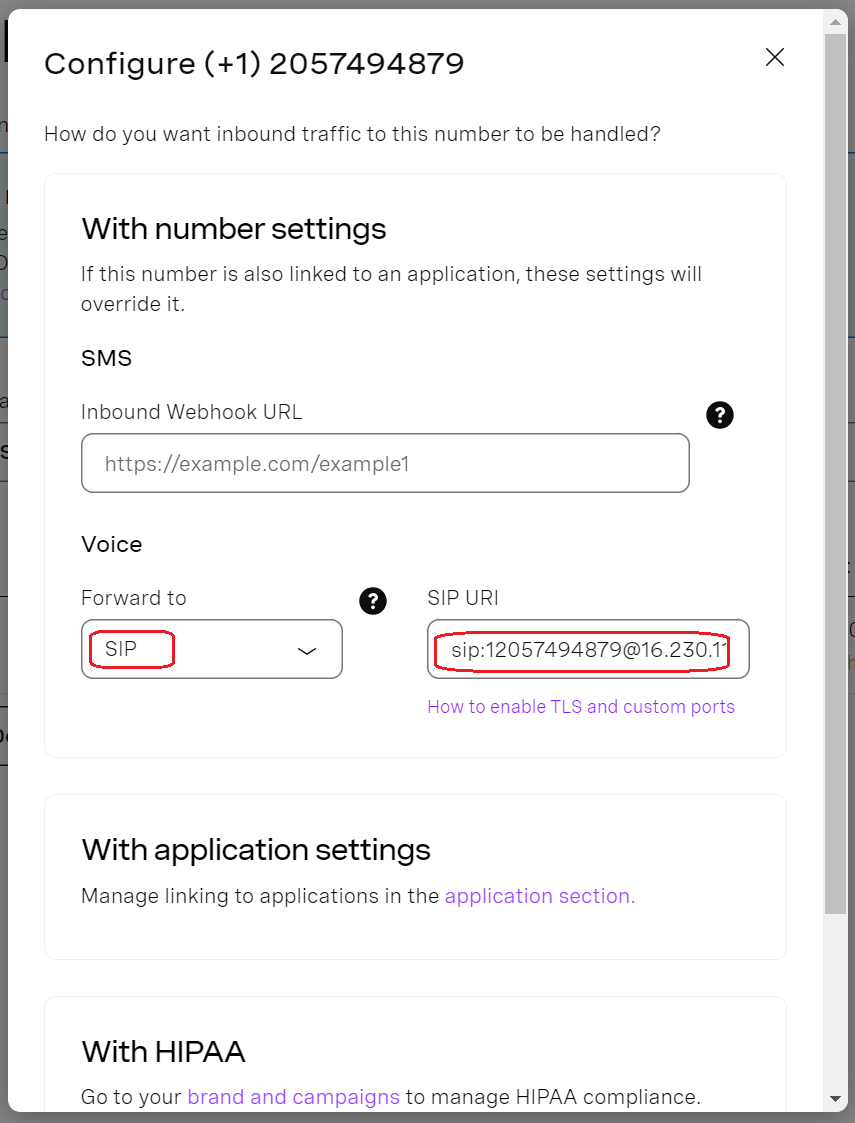 Configure (+1) 2057494879
How do you want inbound traffic to this number to be handled?
With number settings
If this number is also linked to an application, these settings will
override it.
SMS
Inbound Webhook URL
?
https://example.com/example1
Voice
Forward to
?
SIP URI
SIP
sip:12057494879@16.230.11
How to enable TLS and custom ports
With application settings
Manage linking to applications in the application section.
With HIPAA
Go to your brand and campaigns to manage HIPAA compliance.